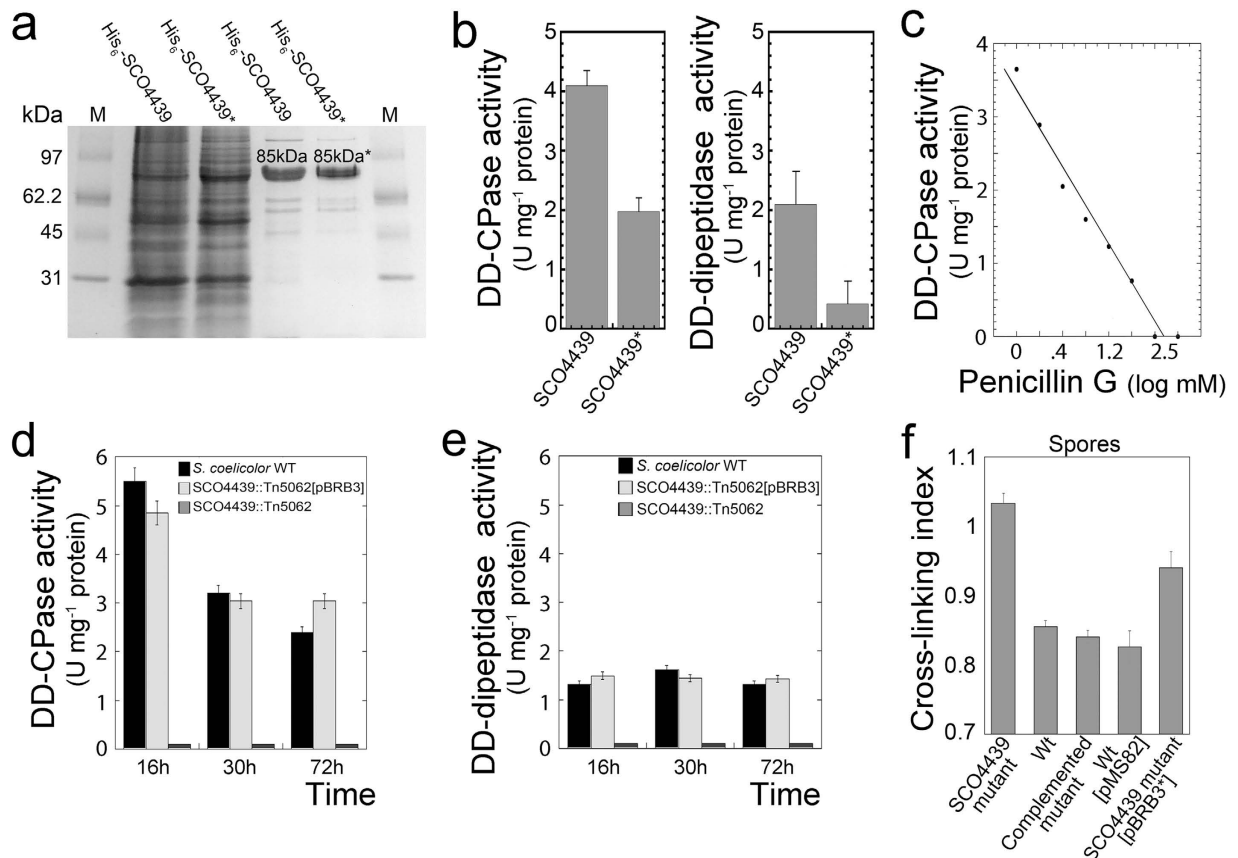 a
His6-SCO4439
His6-SCO4439*
His6-SCO4439
His6-SCO4439*
kDa
M
M
97
62.2
45
31
85kDa
85kDa*
b
DD-CPase activity
(U mg-1 protein)
5
4
3
2
1
0
SCO4439
SCO4439*
DD-dipeptidase activity
(U mg-1 protein)
5
4
3
2
1
0
SCO4439
SCO4439*
c
DD-CPase activity
(U mg-1 protein)
4
3
2
1
0
0 .4 1.2 2.5
Penicillin G (log mM)
d
DD-CPase activity
(U mg-1 protein)
6
5
4
3
2
1
0
S. coelicolor WT
SCO4439::Tn5062[pBRB3]
SCO4439::Tn5062
16h 30h 72h
Time
e
DD-dipeptidase activity
(U mg-1 protein)
6
5
4
3
2
1
0
S. coelicolor WT
SCO4439::Tn5062[pBRB3]
SCO4439::Tn5062
16h 30h 72h
Time
f
Spores
Cross-linking index
1.1
1
0.9
0.8
0.7
SCO4439
mutant
Wt
Complemented
mutant
Wt
[pMS82]
SCO4439 mutant
[pBRB3*]